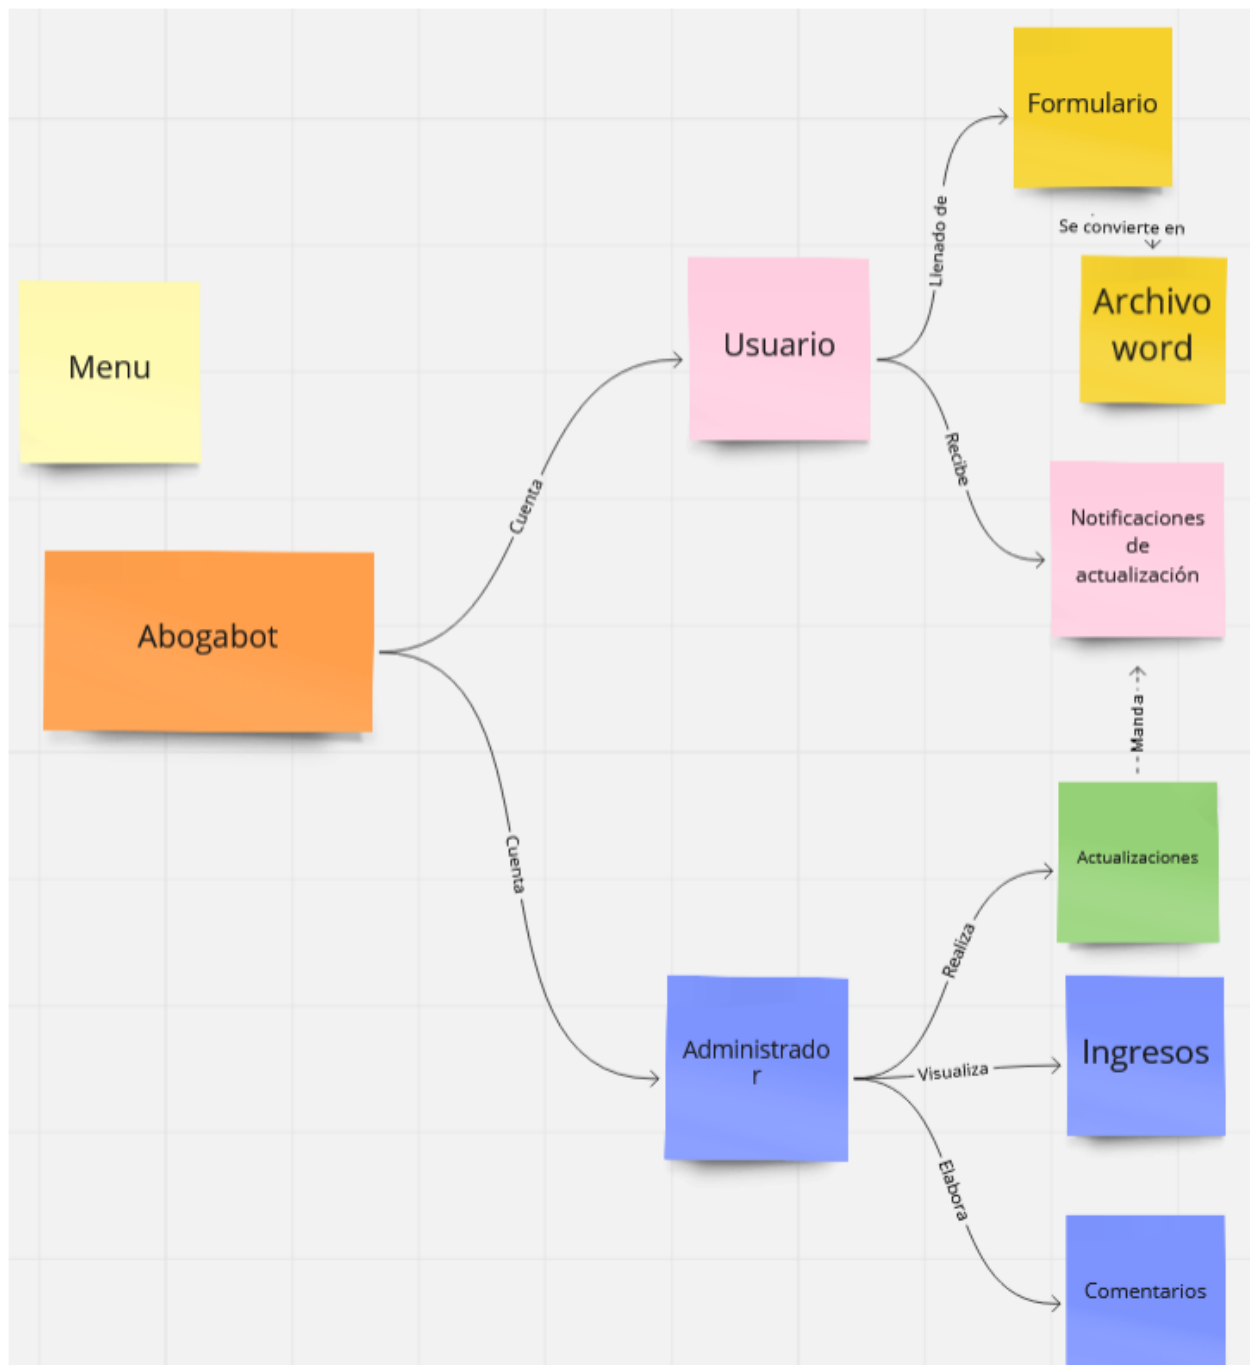 Formulario
Llenado de
Se convierte en
Archivo
word
Menu
Usuario
Cuenta
Recibe
Notificaciones
de
actualización
Abogabot
Manda
Cuenta
Actualizaciones
Realiza
Administrado
r
Visualiza
Ingresos
Elabora
Comentarios